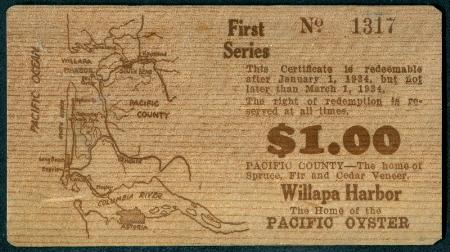 First
Series
Nº 1317
This Certificate is redeemable
after January 1, 1934, but not
later than March 1, 1934.
The right of redemption is re-
served at all times.
$1.00
PACIFIC COUNTY—The home of
Spruce, Fir and Cedar Veneer.
Willapa Harbor
The Home of the
PACIFIC OYSTER
PACIFIC OCEAN
WILLAPA
HARBOR
PACIFIC
COUNTY
COLUMBIA RIVER
ASTORIA